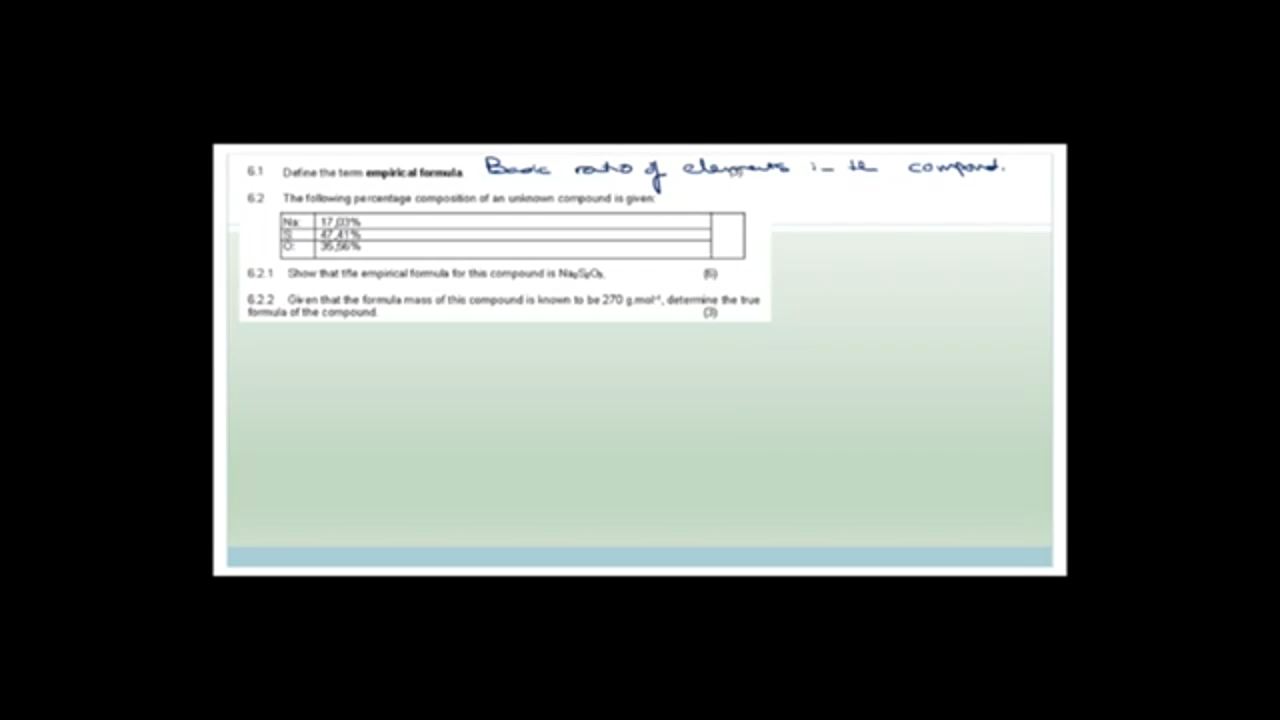 6.1 Define the term empirical formula Basic ratio of elements in the compound.
6.2 The following percentage composition of an unknown compound is given:
Na: 17,03%
S: 47,41%
O: 35,56%
6.2.1 Show that the empirical formula for this compound is (6)
6.2.2 Given that the formula mass of this compound is known to be 270 g.mol⁻¹, determine the true
formula of the compound. (3)